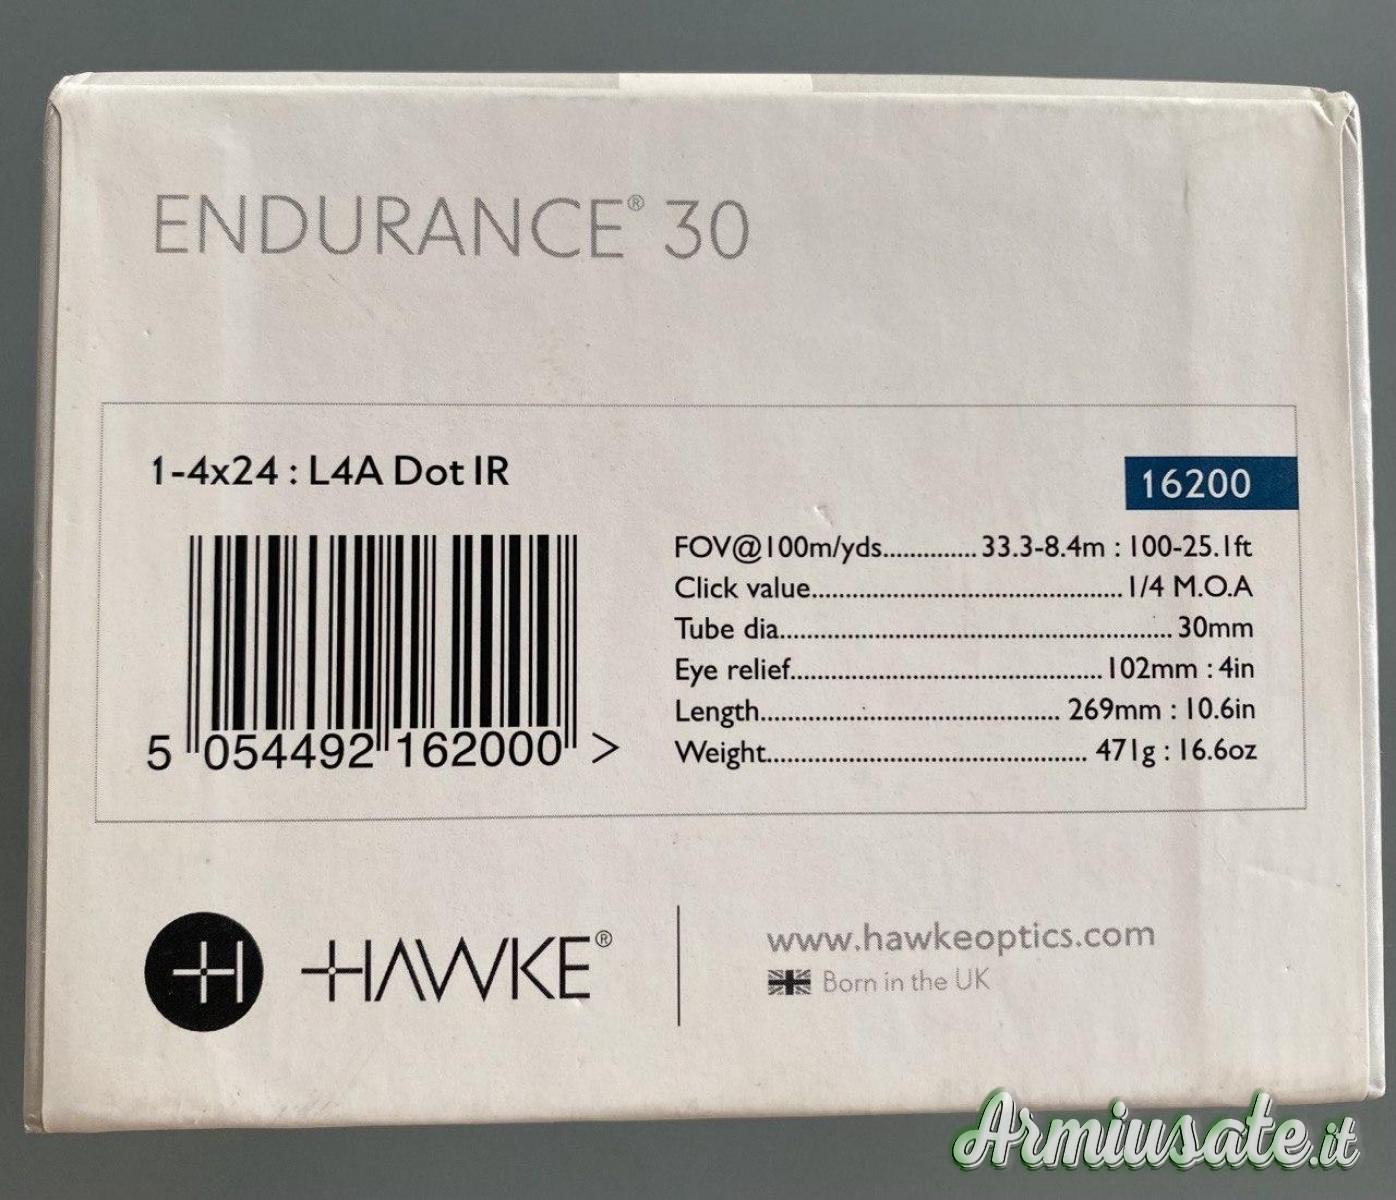 ENDURANCE® 30
1-4x24 : L4A Dot IR
16200
5 054492 162000 >
FOV@100m/yds.............. 33.3-8.4m : 100-25.1ft
Click value............................................... 1/4 M.O.A
Tube dia........................................................... 30mm
Eye relief............................................... 102mm : 4in
Length............................................. 269mm : 10.6in
Weight................................................ 471g : 16.6oz
H HAWKE®
www.hawkeoptics.com
Born in the UK
Armiusate.it